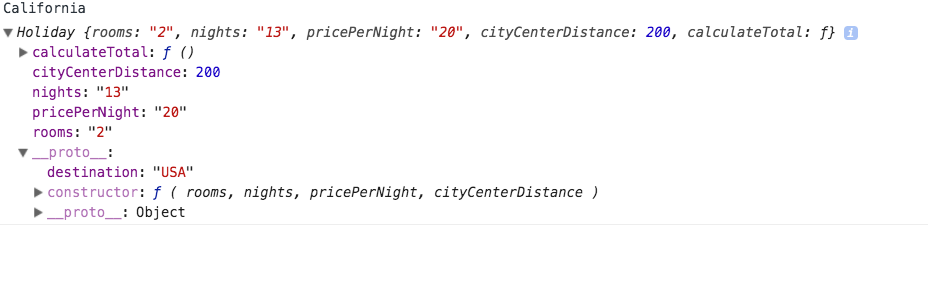 California
Holiday {rooms: "2", nights: "13", pricePerNight: "20", cityCenterDistance: 200, calculateTotal: ƒ} i
calculateTotal: ƒ ()
cityCenterDistance: 200
nights: "13"
pricePerNight: "20"
rooms: "2"
__proto__:
destination: "USA"
constructor: ƒ ( rooms, nights, pricePerNight, cityCenterDistance )
__proto__: Object